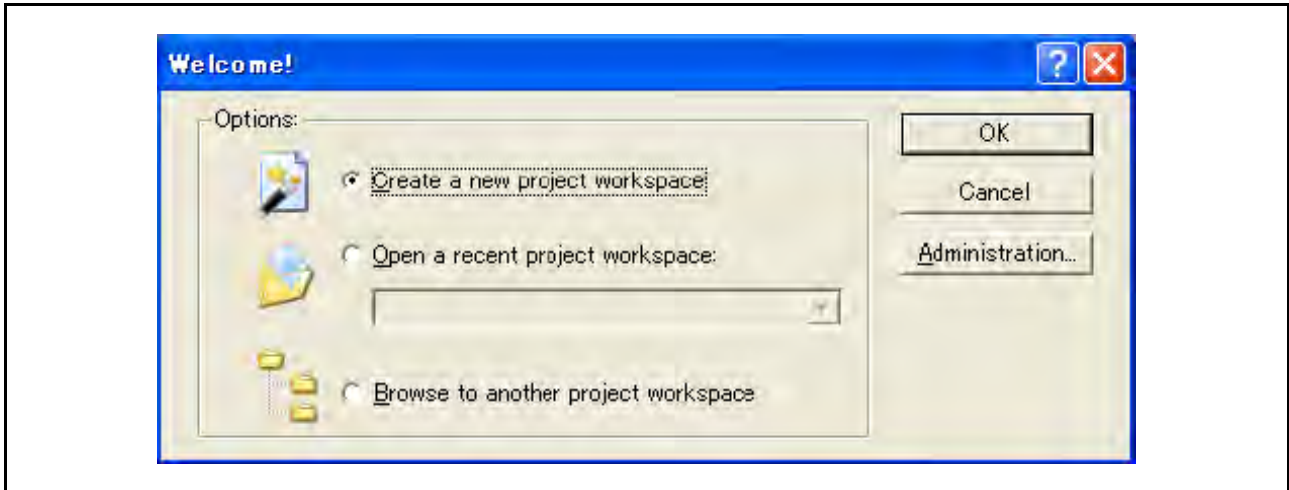 Welcome!
Options:
Create a new project workspace
Open a recent project workspace:
Browse to another project workspace
OK
Cancel
Administration...